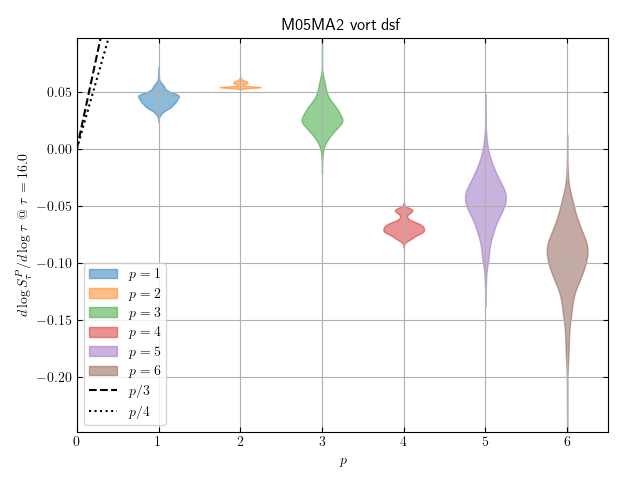 M05MA2 vort dsf
d log S_τ^p / d log τ @ τ = 16.0
0.05
0.00
−0.05
−0.10
−0.15
−0.20
p = 1
p = 2
p = 3
p = 4
p = 5
p = 6
p/3
p/4
0 1 2 3 4 5 6
p